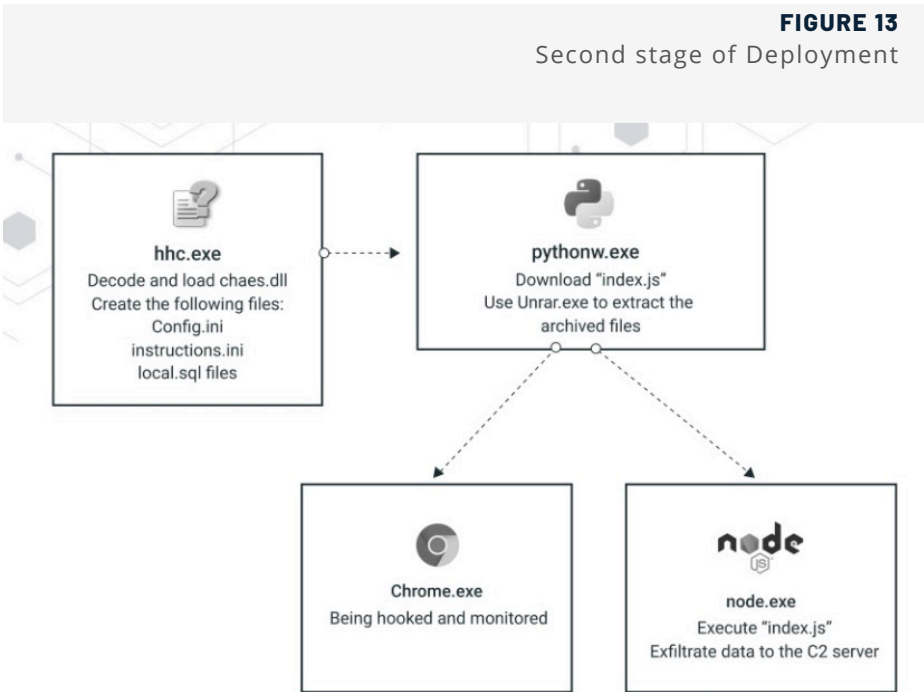 FIGURE 13
Second stage of Deployment
hhc.exe
Decode and load chaes.dll
Create the following files:
Config.ini
instructions.ini
local.sql files
pythonw.exe
Download “index.js”
Use Unrar.exe to extract the
archived files
Chrome.exe
Being hooked and monitored
node
JS
node.exe
Execute “index.js”
Exfiltrate data to the C2 server